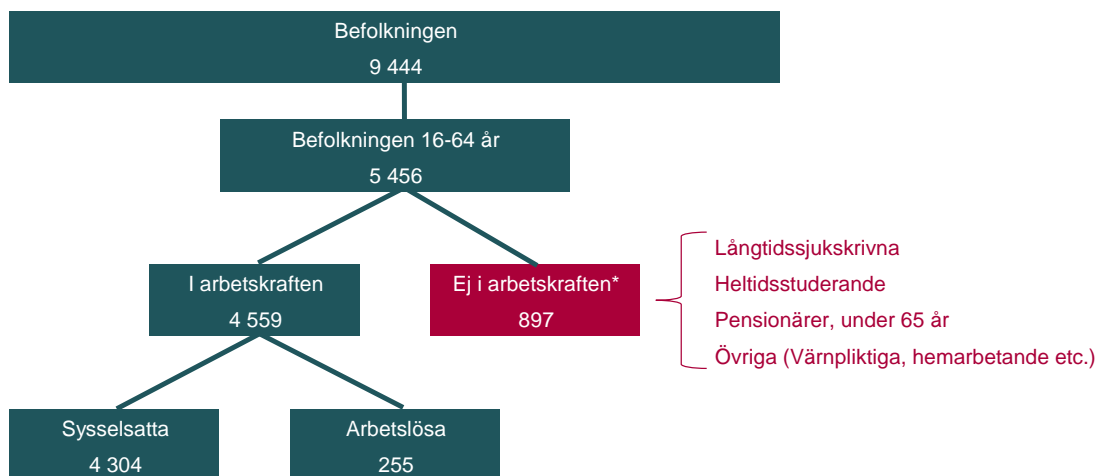 Befolkningen
9 444
Befolkningen 16-64 år
5 456
I arbetskraften
4 559
Ej i arbetskraften*
897
Långtidssjukskrivna
Heltidsstuderande
Pensionärer, under 65 år
Övriga (Värnpliktiga, hemarbetande etc.)
Sysselsatta
4 304
Arbetslösa
255